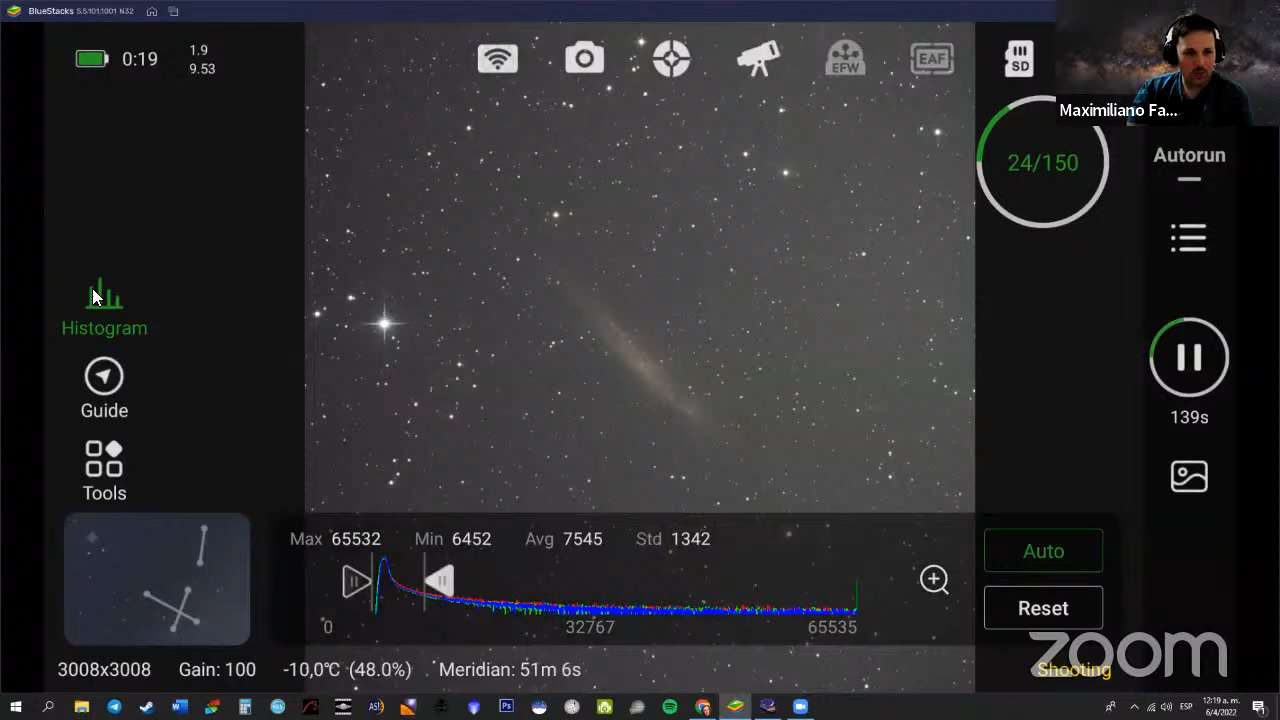 BlueStacks 5.5.101.1001 N32
0:19
1.9
9.53
EFW
EAF
SD
Maximiliano Fa...
24/150
Autorun
Histogram
139s
Guide
Tools
Max 65532 Min 6452 Avg 7545 Std 1342
0 32767 65535
Auto
Reset
3008x3008 Gain: 100 -10,0℃ (48.0%) Meridian: 51m 6s
Shooting
zoom
ESP
12:19 a. m.
6/4/2022